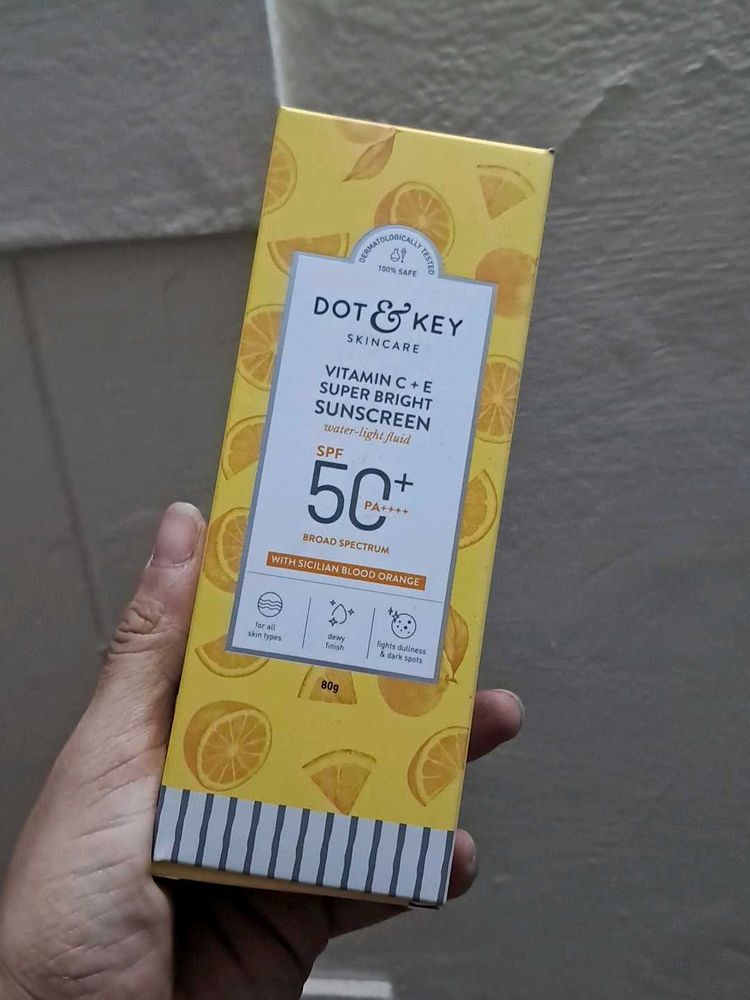 DERMATOLOGICALLY TESTED
100% SAFE
DOT & KEY
SKINCARE
VITAMIN C + E
SUPER BRIGHT
SUNSCREEN
water-light fluid
SPF
50+
PA++++
BROAD SPECTRUM
WITH SICILIAN BLOOD ORANGE
for all
skin types
dewy
finish
fights dullness
& dark spots
80g